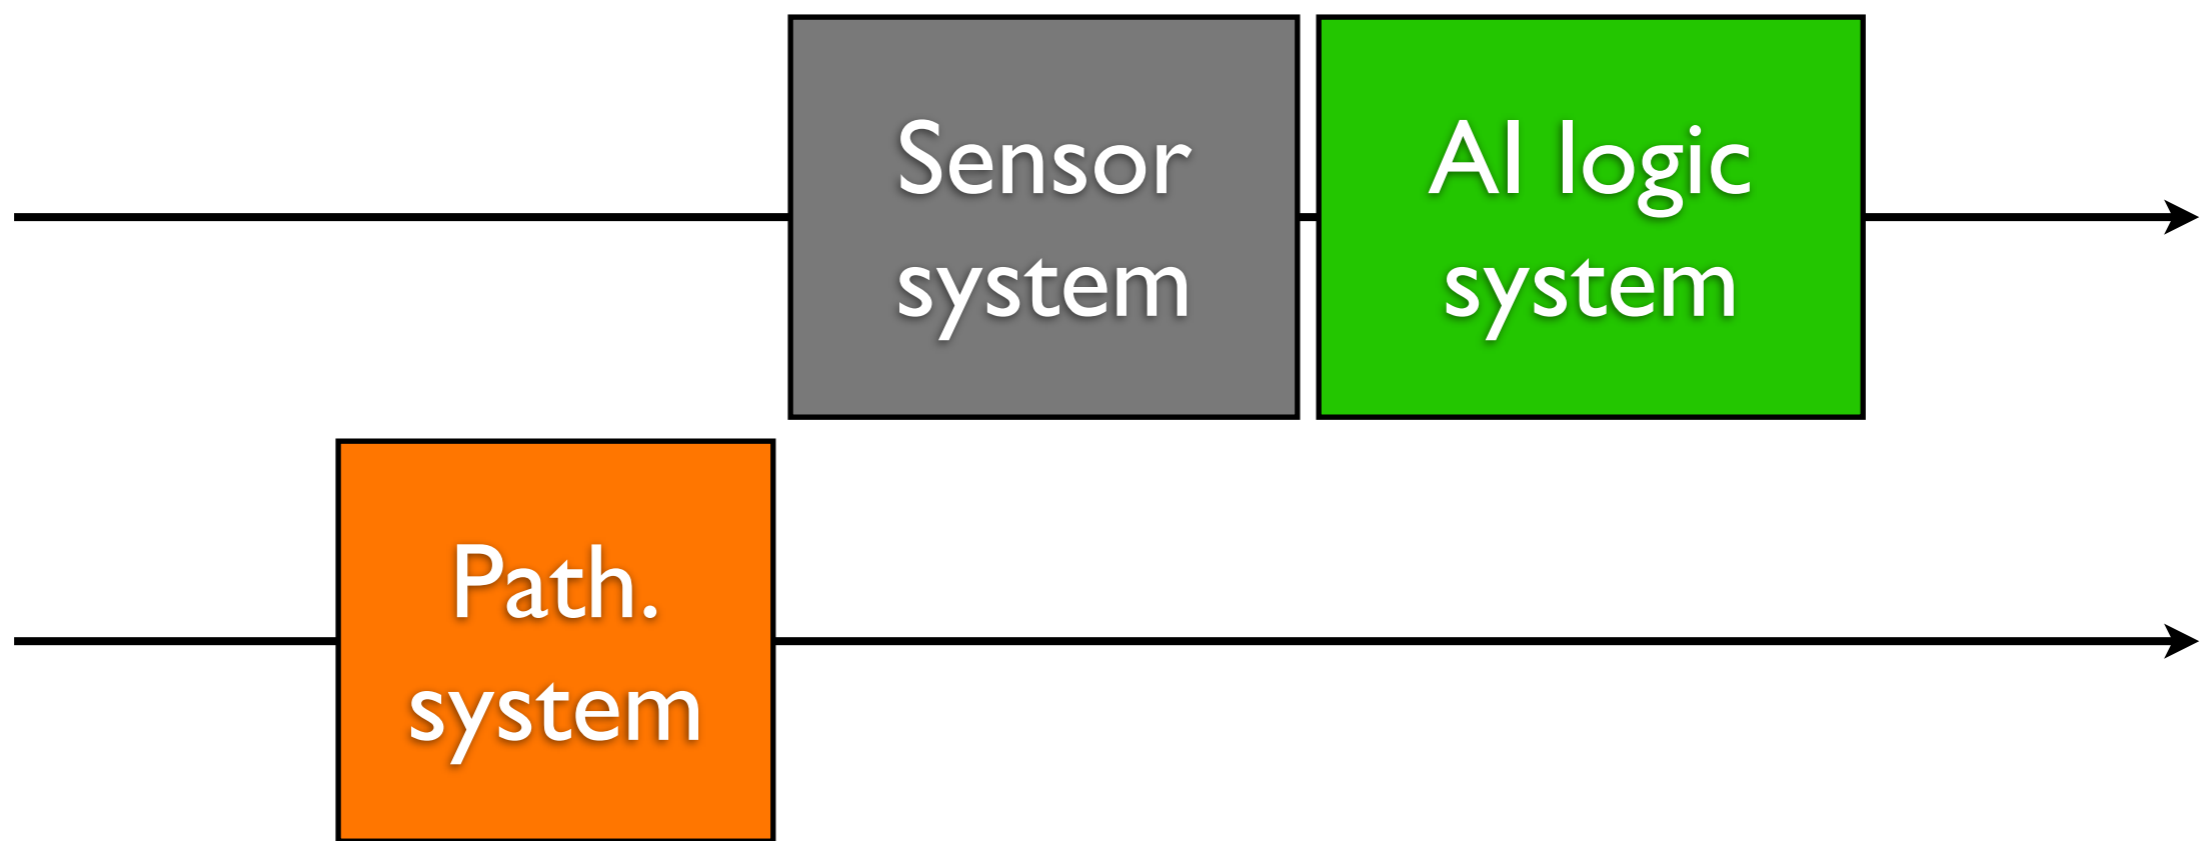 Sensor
system
AI logic
system
Path.
system